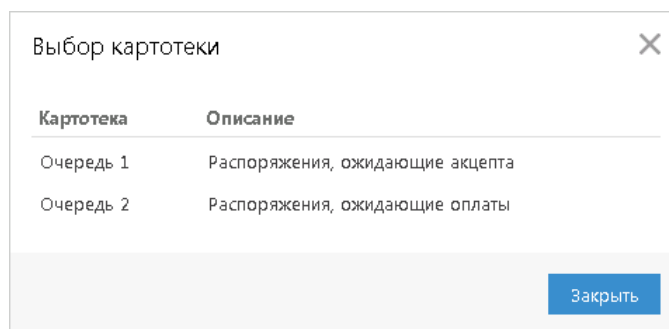 Выбор картотеки
Картотека Описание
Очередь 1 Распоряжения, ожидающие акцепта
Очередь 2 Распоряжения, ожидающие оплаты
Закрыть